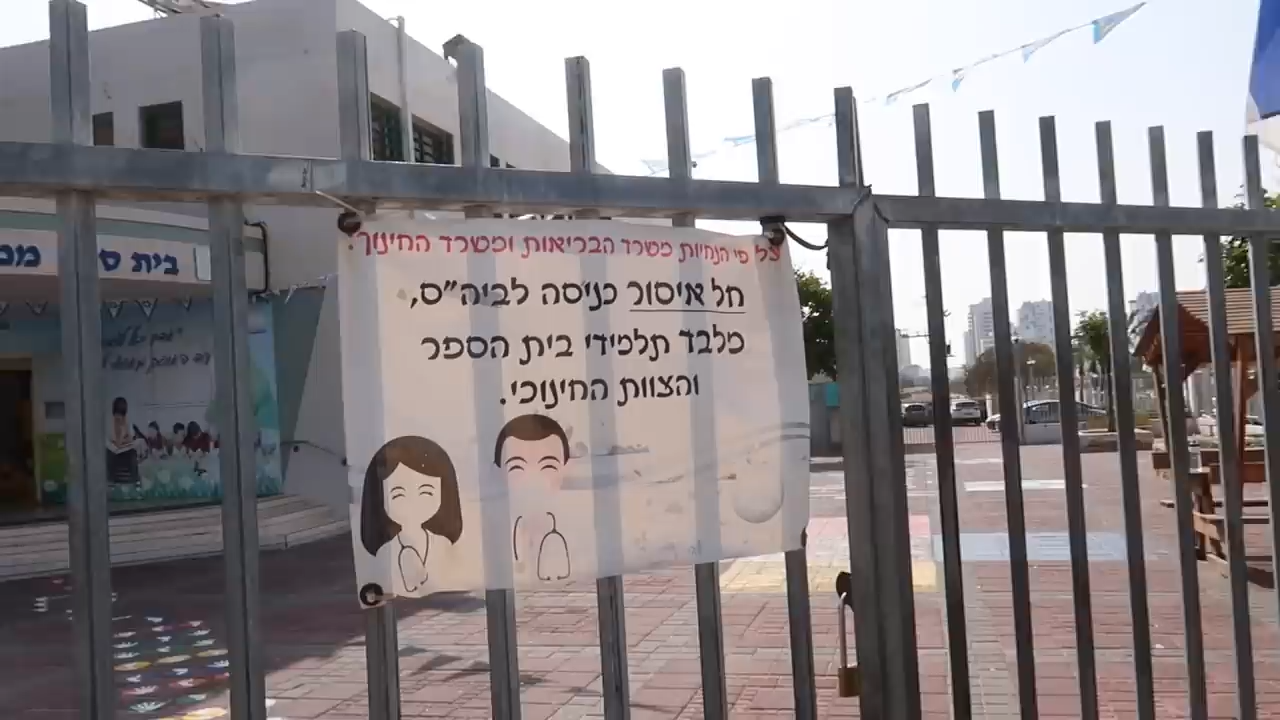 על פי הנחיות משרד הבריאות ומשרד החינוך:
חל איסור כניסה לביה"ס,
מלבד תלמידי בית הספר
והצוות החינוכי.
בית ס